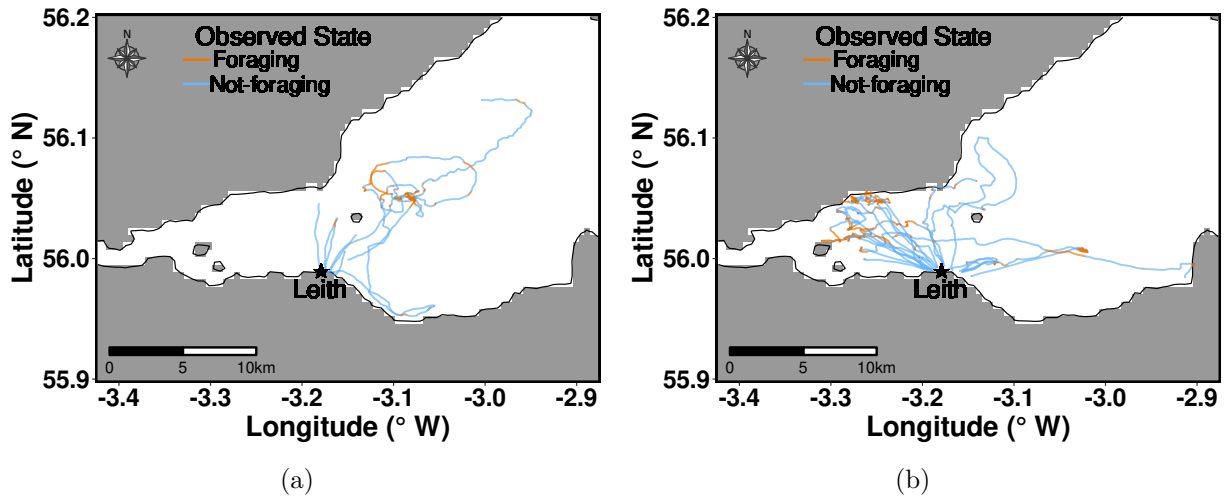 56.2
56.1
56.0
55.9
Latitude (° N)
N
Observed State
Foraging
Not-foraging
Leith
0 5 10km
-3.4 -3.3 -3.2 -3.1 -3.0 -2.9
Longitude (° W)
(a)
56.2
56.1
56.0
55.9
Latitude (° N)
N
Observed State
Foraging
Not-foraging
Leith
0 5 10km
-3.4 -3.3 -3.2 -3.1 -3.0 -2.9
Longitude (° W)
(b)